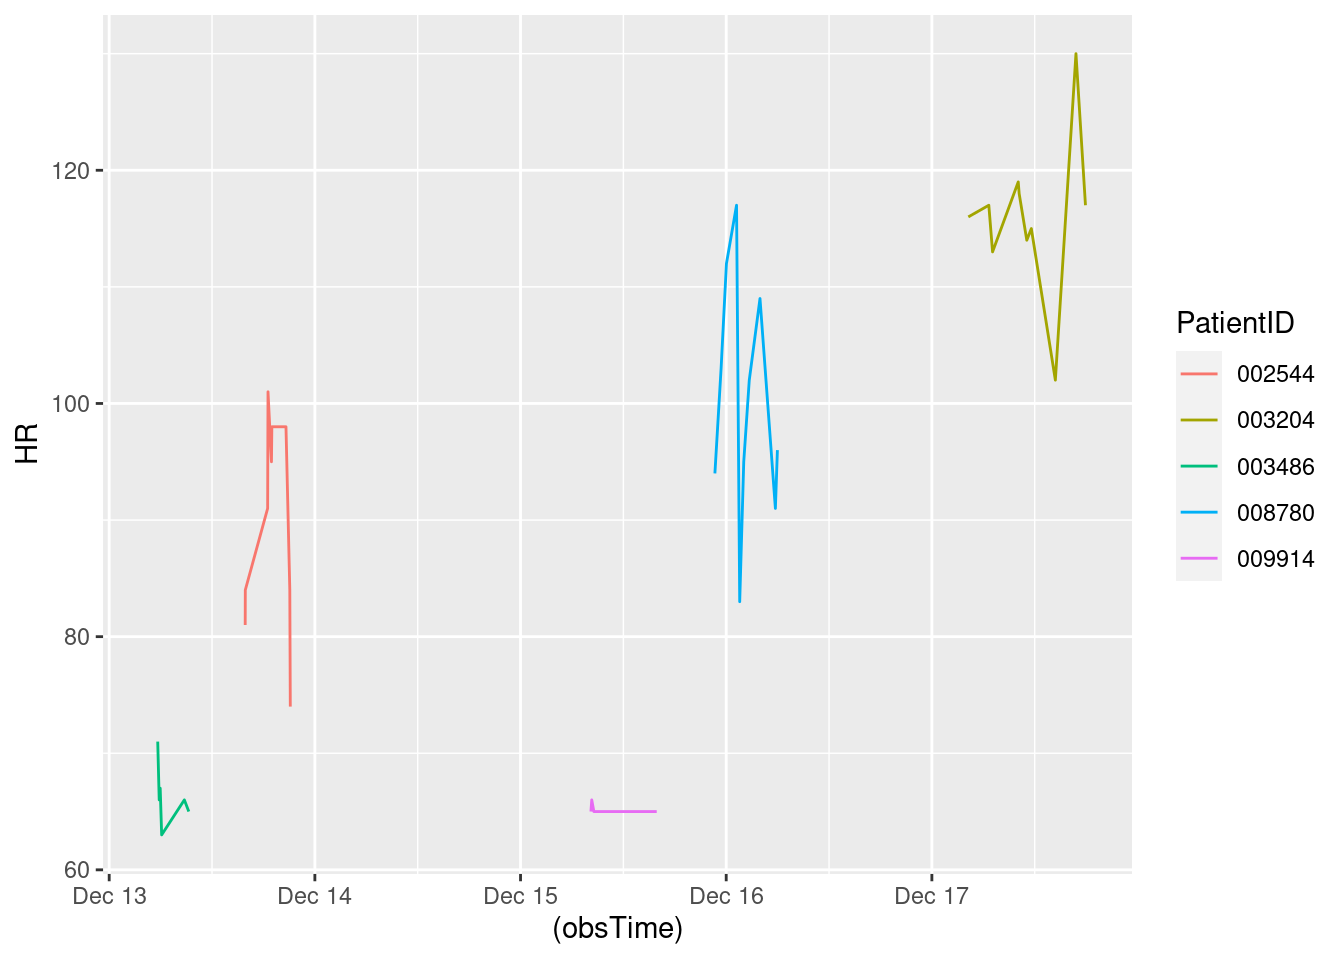 120
100
80
60
HR
Dec 13
Dec 14
Dec 15
Dec 16
Dec 17
(obsTime)
PatientID
002544
003204
003486
008780
009914